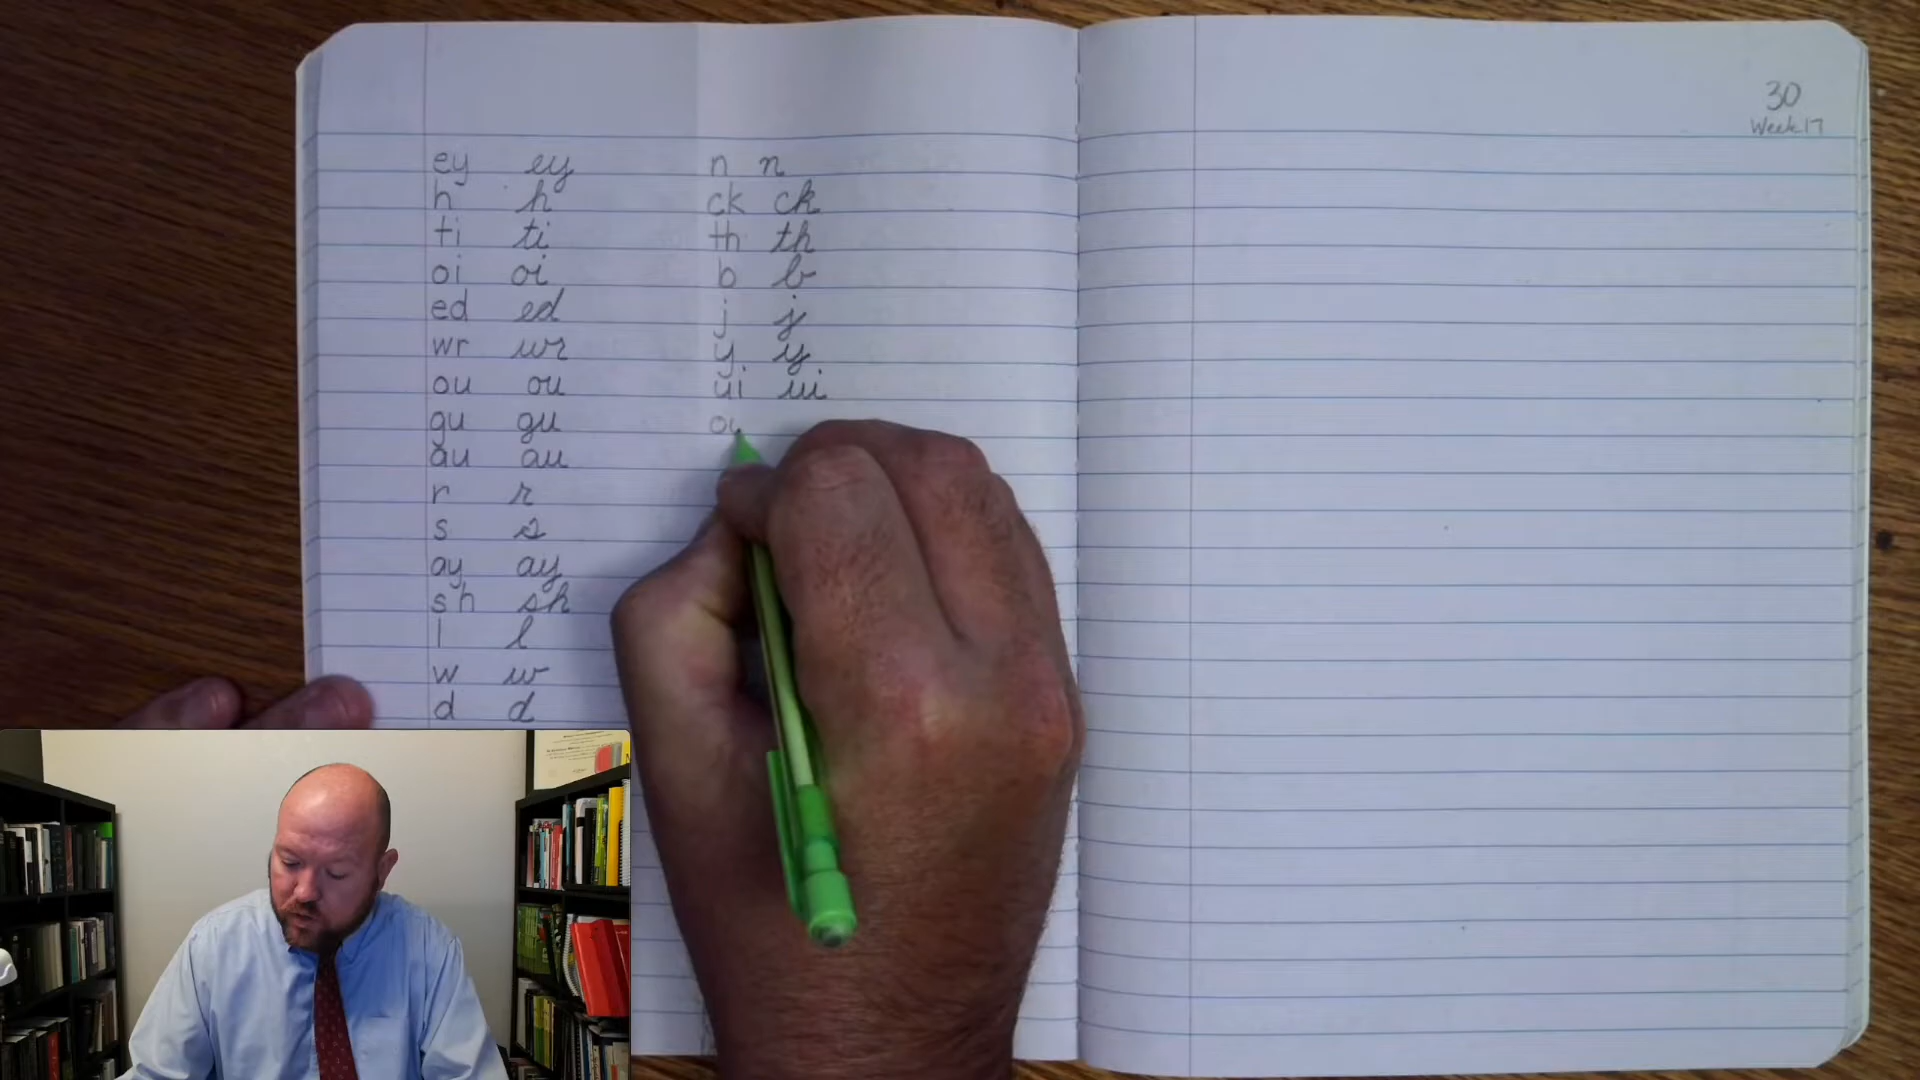 30
Week 17
ey ey
h h
ti ti
oi oi
ed ed
wr wr
ou ou
gu gu
au au
r r
s s
ay ay
sh sh
l l
w w
d d
n n
ck ck
th th
b b
j j
y y
ui ui